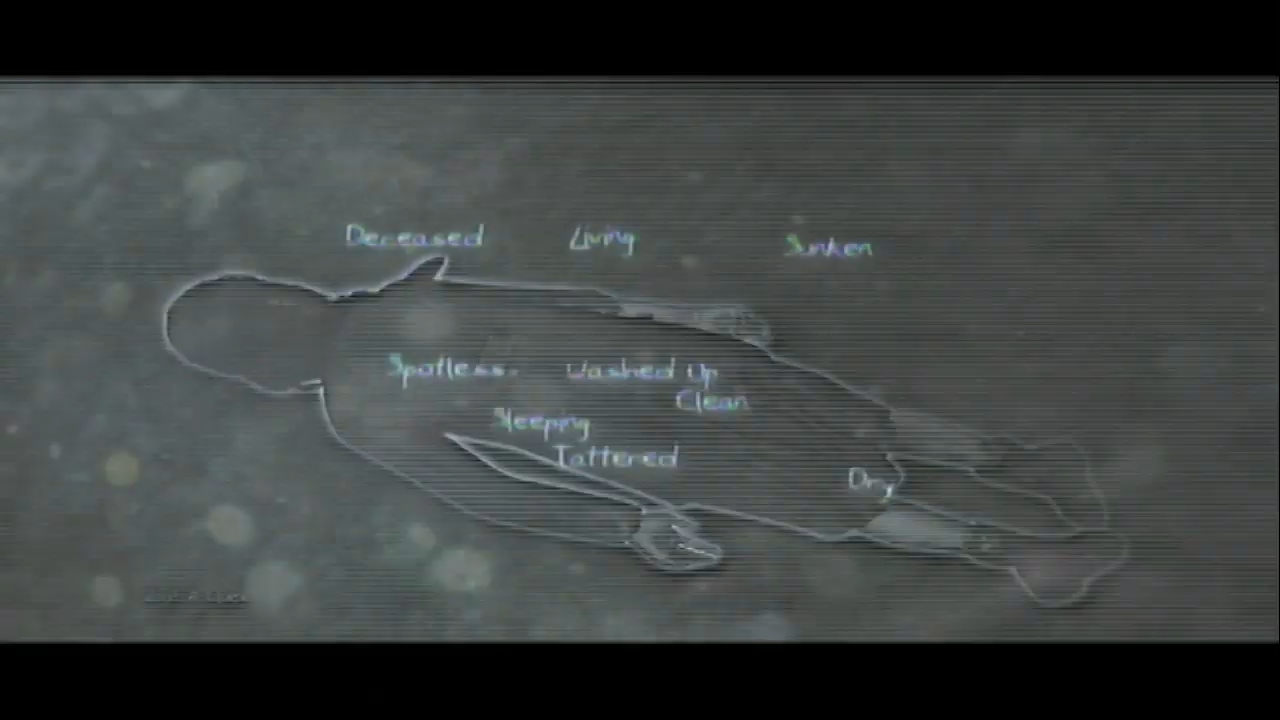 Deceased Living Sunken
Spotless. Washed Up
Clean
Sleeping
Tattered
Dry